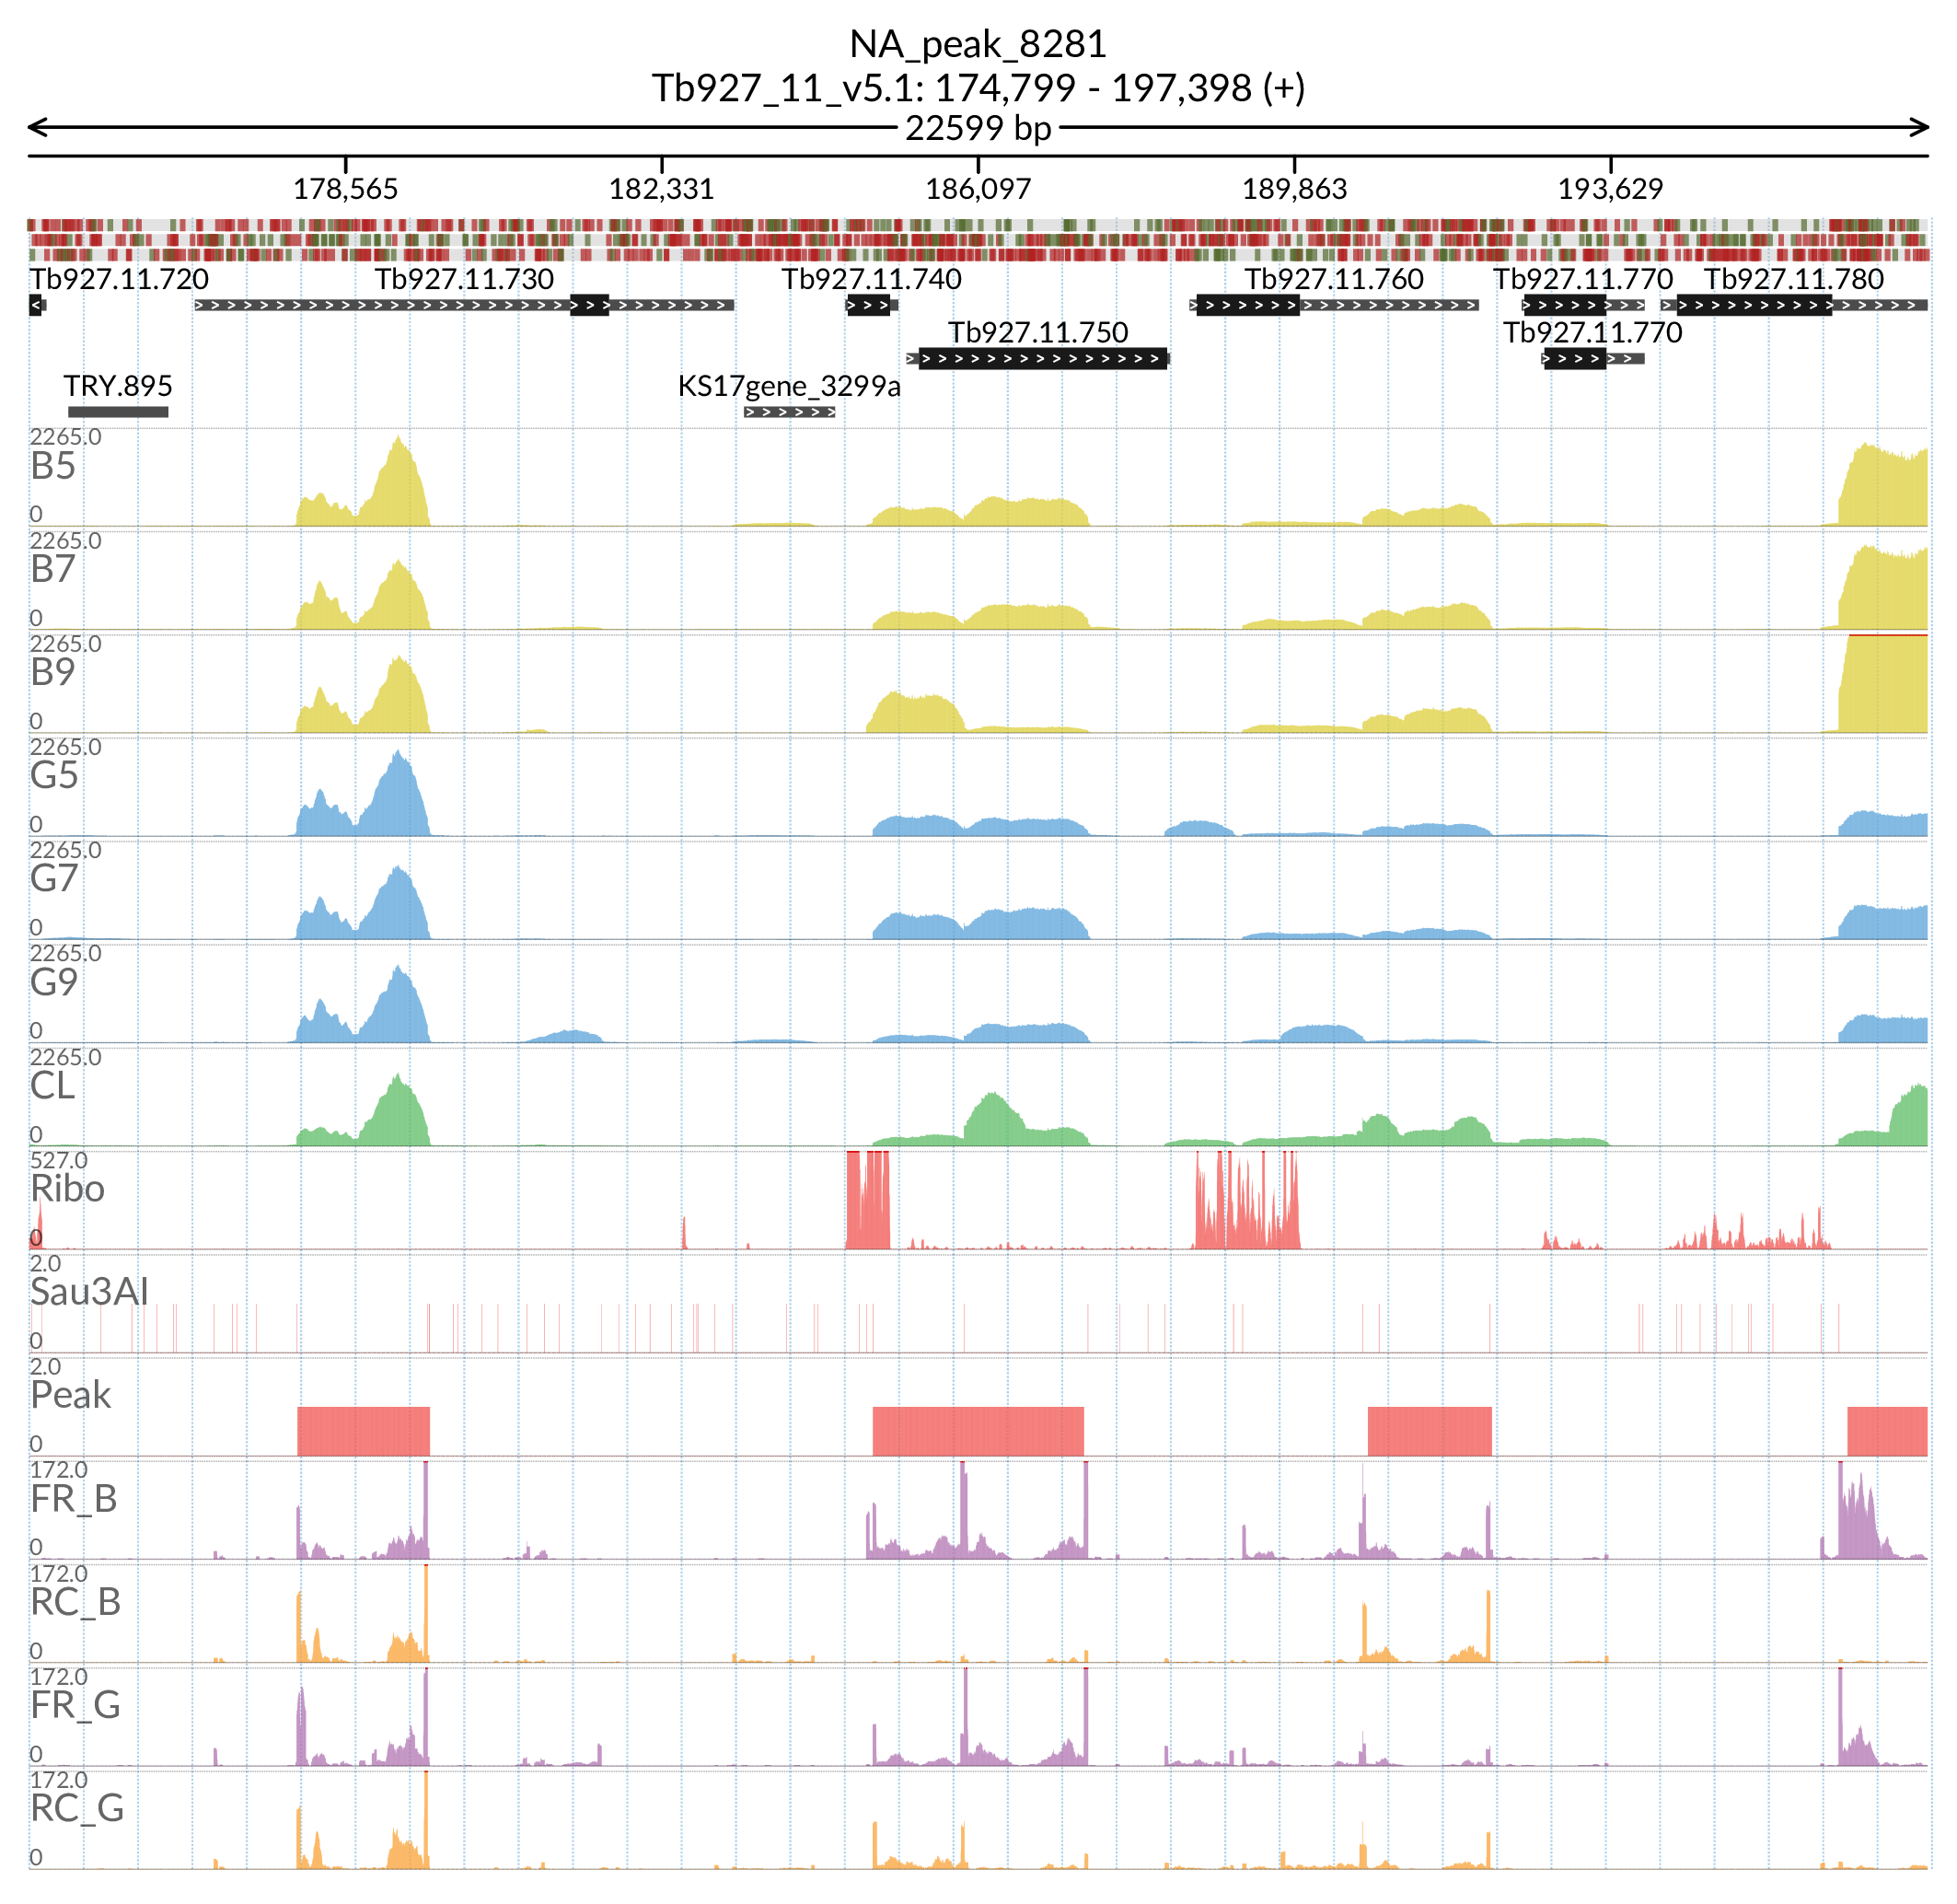 NA_peak_8281
Tb927_11_v5.1: 174,799 - 197,398 (+)
22599 bp
178,565 182,331 186,097 189,863 193,629
Tb927.11.720 Tb927.11.730 Tb927.11.740 Tb927.11.760 Tb927.11.770 Tb927.11.780
Tb927.11.750 Tb927.11.770
TRY.895 KS17gene_3299a
2265.0
B5
0
2265.0
B7
0
2265.0
B9
0
2265.0
G5
0
2265.0
G7
0
2265.0
G9
0
2265.0
CL
0
527.0
Ribo
0
2.0
Sau3AI
0
2.0
Peak
0
172.0
FR_B
0
172.0
RC_B
0
172.0
FR_G
0
172.0
RC_G
0